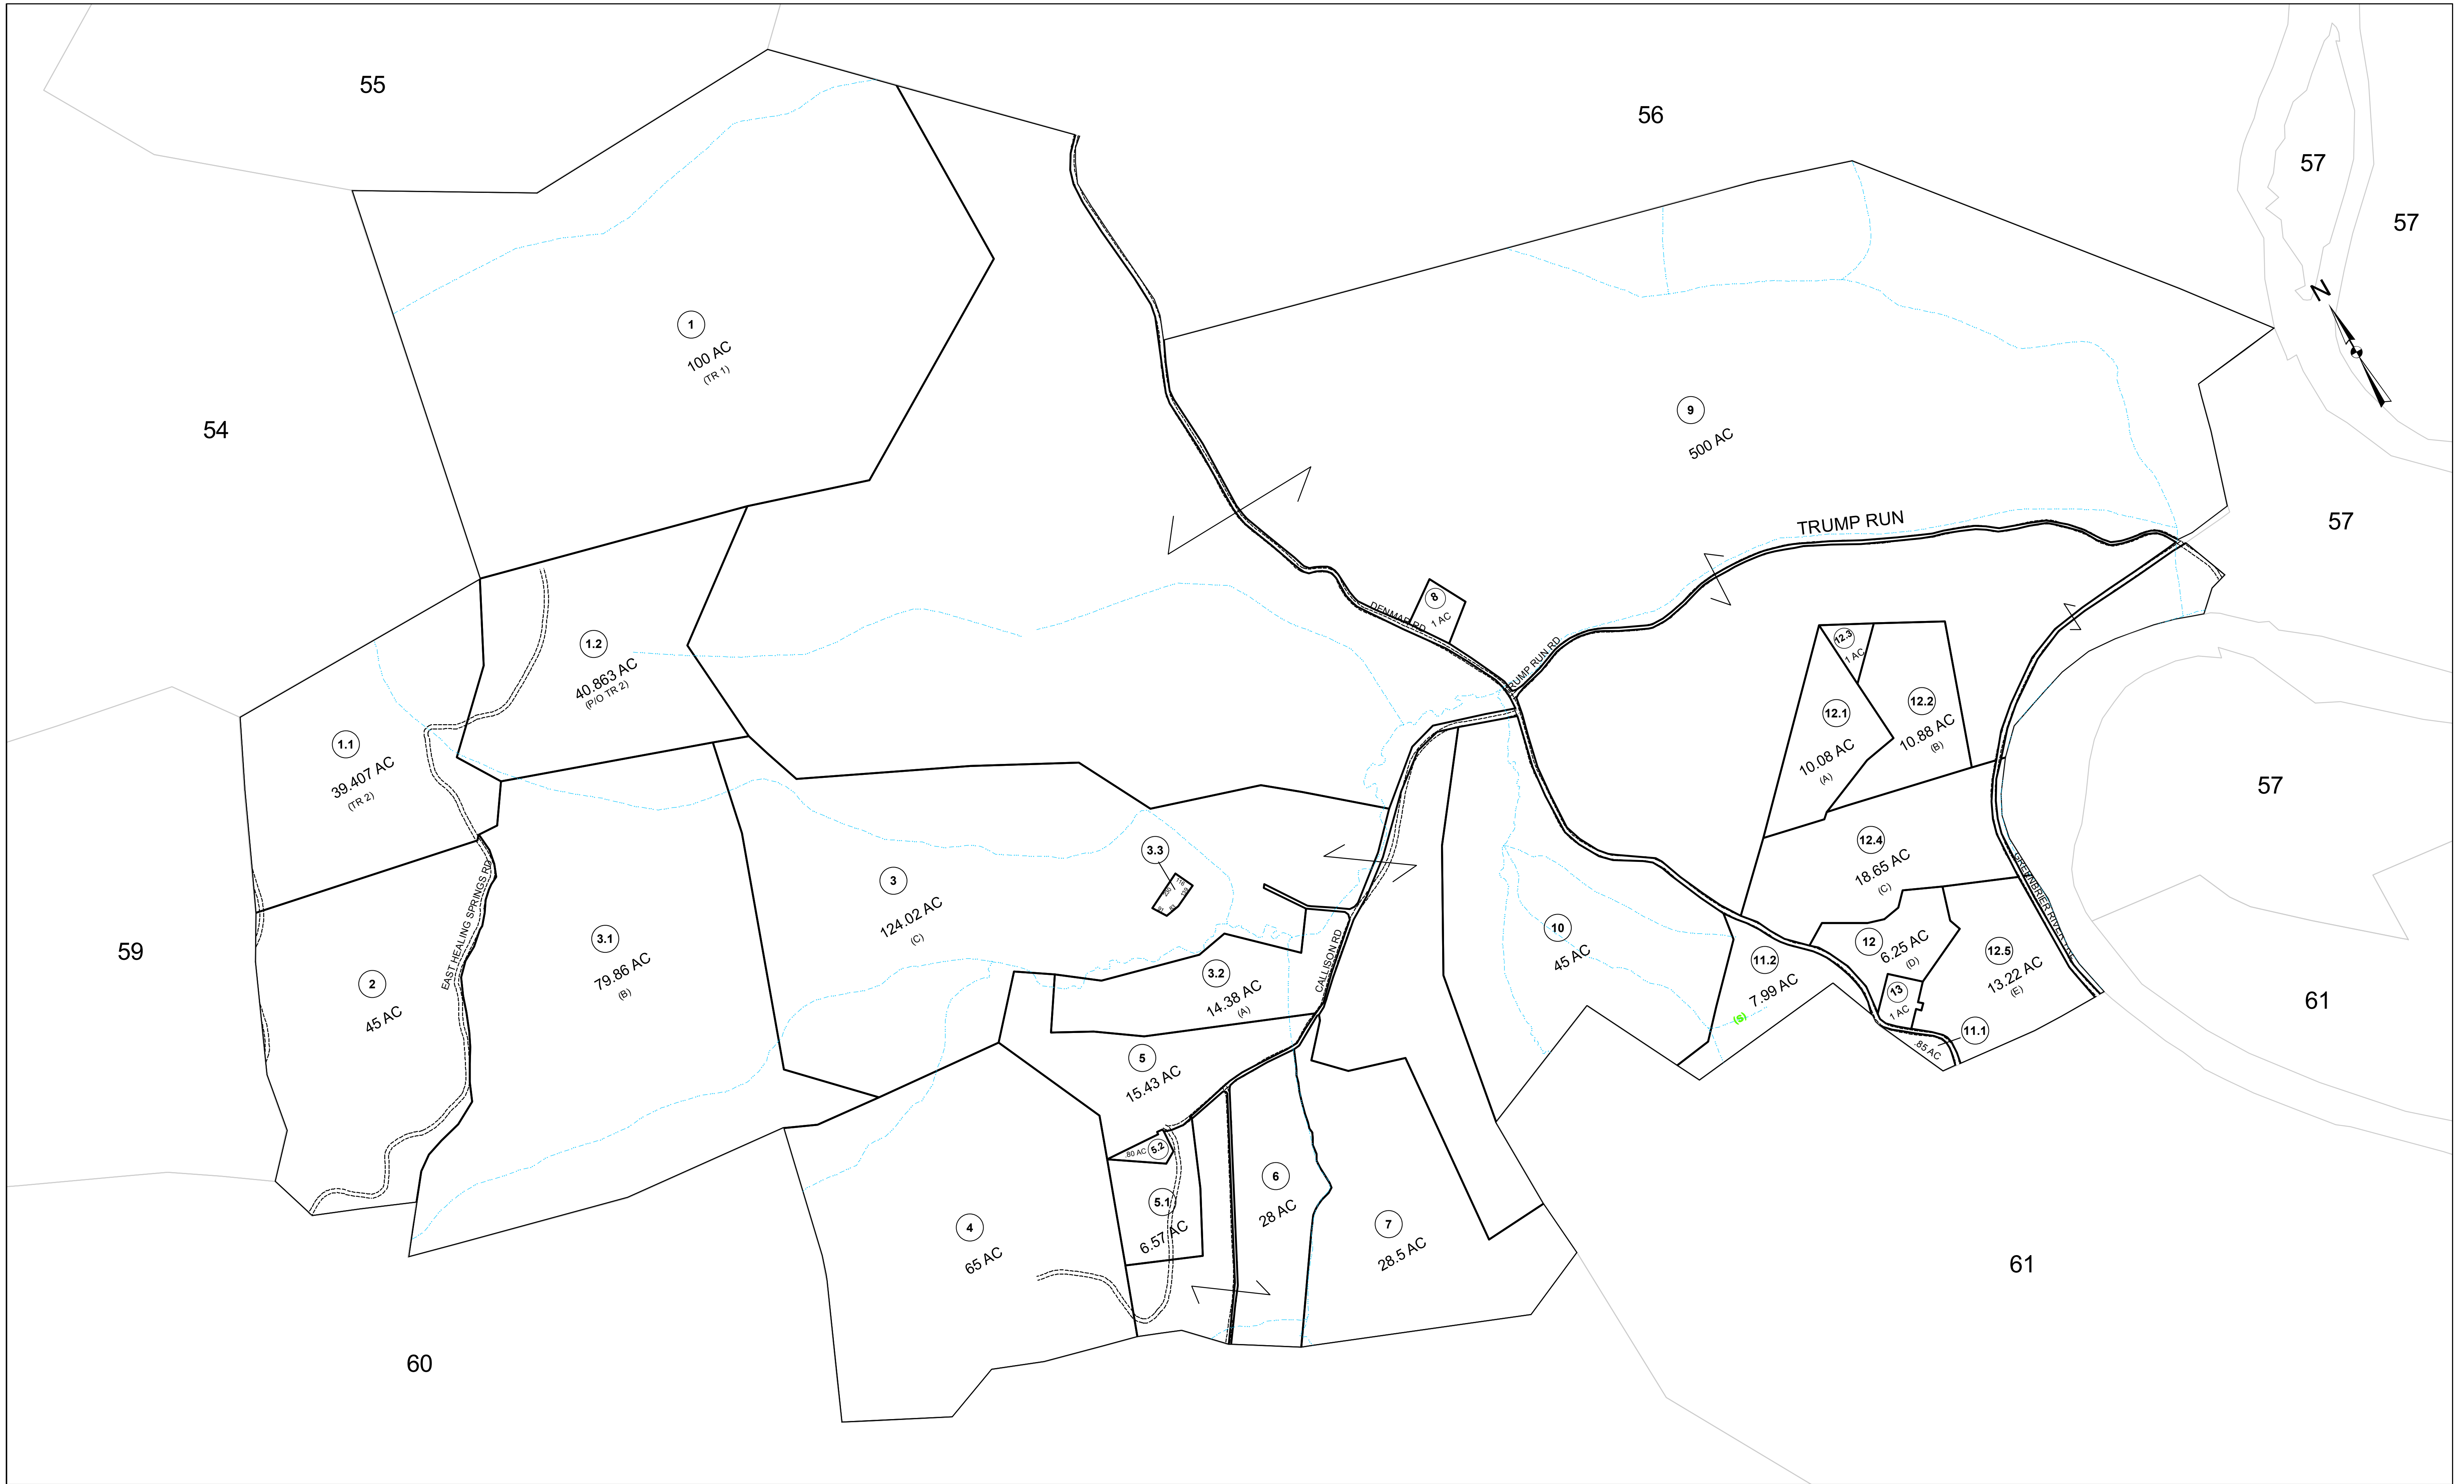 55
56
57
57
N
1
100 AC
(TR 1)
9
500 AC
54
57
TRUMP RUN
8
1 AC
DENMAR RD
TRUMP RUN RD
12.3
1 AC
1.2
40.863 AC
(P/O TR 2)
12.1
10.08 AC
(A)
12.2
10.88 AC
(B)
1.1
39.407 AC
(TR 2)
57
3.3
12.4
18.65 AC
(C)
GREENBRIER RIVER
3
124.02 AC
(C)
EAST HEALING SPRINGS RD
59
3.1
79.86 AC
(B)
10
45 AC
12
6.25 AC
(D)
12.5
13.22 AC
(E)
11.2
7.99 AC
(S)
CALLISON RD
3.2
14.38 AC
(A)
2
45 AC
13
1 AC
61
11.1
.85 AC
5
15.43 AC
5.2
.80 AC
5.1
6.57 AC
6
28 AC
4
65 AC
7
28.5 AC
61
60